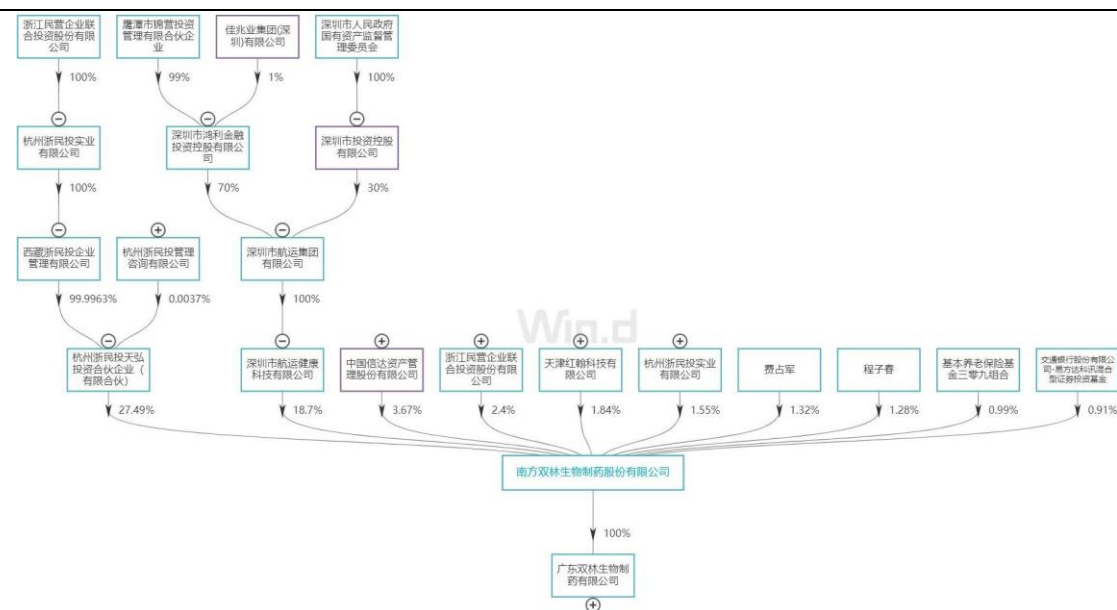 浙江民营企业联
合投资股份有限
公司
鹰潭市锦营投资
管理有限合伙企
业
佳兆业集团(深
圳)有限公司
深圳市人民政府
国有资产监督管
理委员会
100%
99%
1%
100%
杭州浙民投实业
有限公司
深圳市鸿利金融
投资控股有限公
司
深圳市投资控股
有限公司
100%
70%
30%
西藏浙民投企业
管理有限公司
杭州浙民投管理
咨询有限公司
深圳市航运集团
有限公司
99.9963%
0.0037%
100%
Win.d
杭州浙民投天弘
投资合伙企业（
有限合伙）
深圳市航运健康
科技有限公司
中国信达资产管
理股份有限公司
浙江民营企业联
合投资股份有限
公司
天津红翰科技有
限公司
杭州浙民投实业
有限公司
费占军
程子春
基本养老保险基
金三零九组合
交通银行股份有限公
司-易方达科讯混合
型证券投资基金
27.49%
18.7%
3.67%
2.4%
1.84%
1.55%
1.32%
1.28%
0.99%
0.91%
南方双林生物制药股份有限公司
100%
广东双林生物制
药有限公司